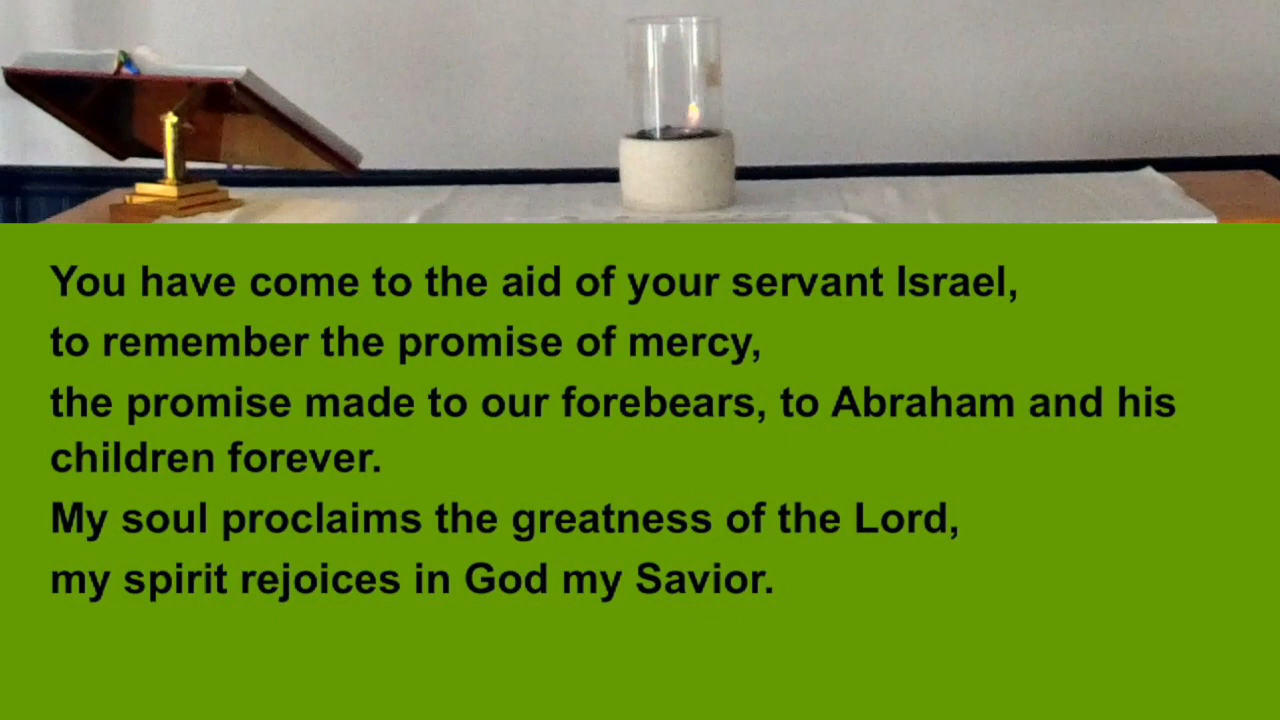 You have come to the aid of your servant Israel,
to remember the promise of mercy,
the promise made to our forebears, to Abraham and his
children forever.
My soul proclaims the greatness of the Lord,
my spirit rejoices in God my Savior.